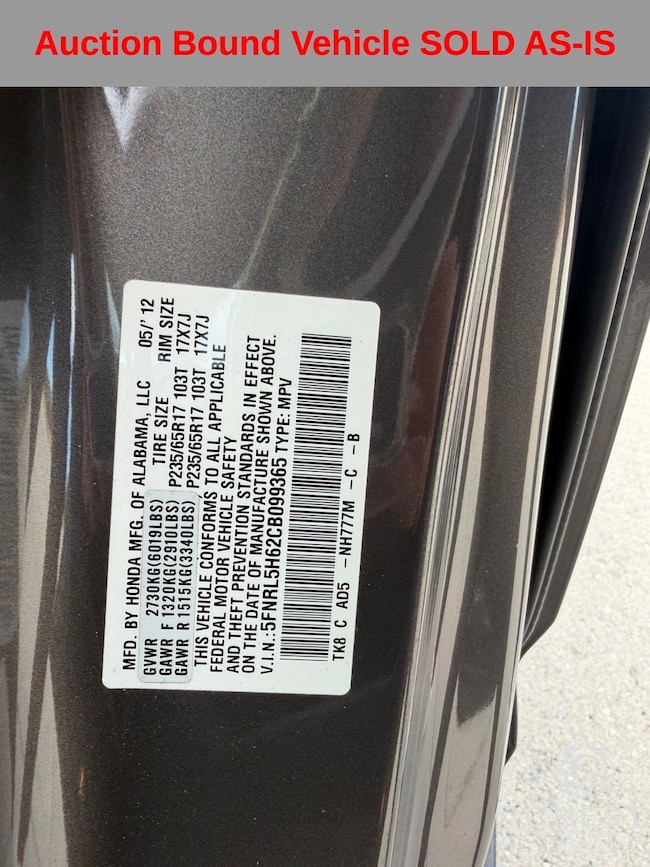 Auction Bound Vehicle SOLD AS-IS
MFD. BY HONDA MFG. OF ALABAMA, LLC 05/'12
TIRE SIZE RIM SIZE
GVWR 2730KG(6019LBS)
GAWR F 1320KG(2910LBS) P235/65R17 103T 17X7J
GAWR R 1515KG(3340LBS) P235/65R17 103T 17X7J
THIS VEHICLE CONFORMS TO ALL APPLICABLE
FEDERAL MOTOR VEHICLE SAFETY
AND THEFT PREVENTION STANDARDS IN EFFECT
ON THE DATE OF MANUFACTURE SHOWN ABOVE.
V.I.N.:5FNRL5H62CB099365 TYPE: MPV
TK8 C AD5 -NH777M -C -B